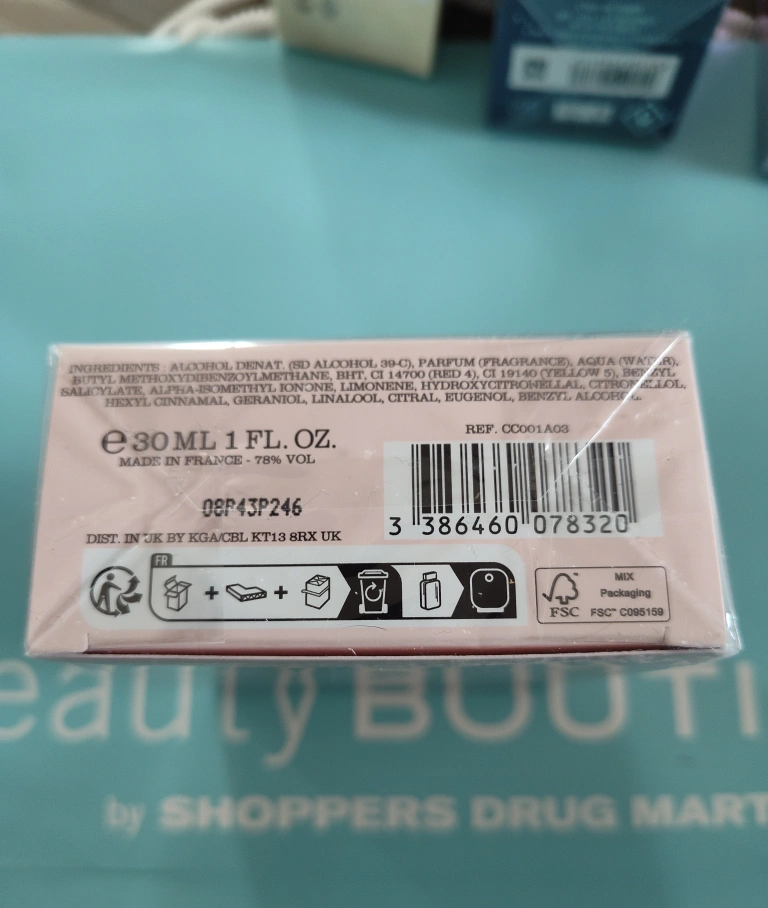 INGREDIENTS : ALCOHOL DENAT. (SD ALCOHOL 39-C), PARFUM (FRAGRANCE), AQUA (WATER),
BUTYL METHOXYDIBENZOYLMETHANE, BHT, CI 14700 (RED 4), CI 19140 (YELLOW 5), BENZYL
SALICYLATE, ALPHA-ISOMETHYL IONONE, LIMONENE, HYDROXYCITRONELLAL, CITRONELLOL,
HEXYL CINNAMAL, GERANIOL, LINALOOL, CITRAL, EUGENOL, BENZYL ALCOHOL.
e 30 ML 1 FL. OZ.
MADE IN FRANCE - 78% VOL
REF. CC001A03
08P43P246
3 386460 078320
DIST. IN UK BY KGA/CBL KT13 8RX UK
FR
FSC
MIX
Packaging
FSC™ C095159
eauty BOUTI
by SHOPPERS DRUG MART